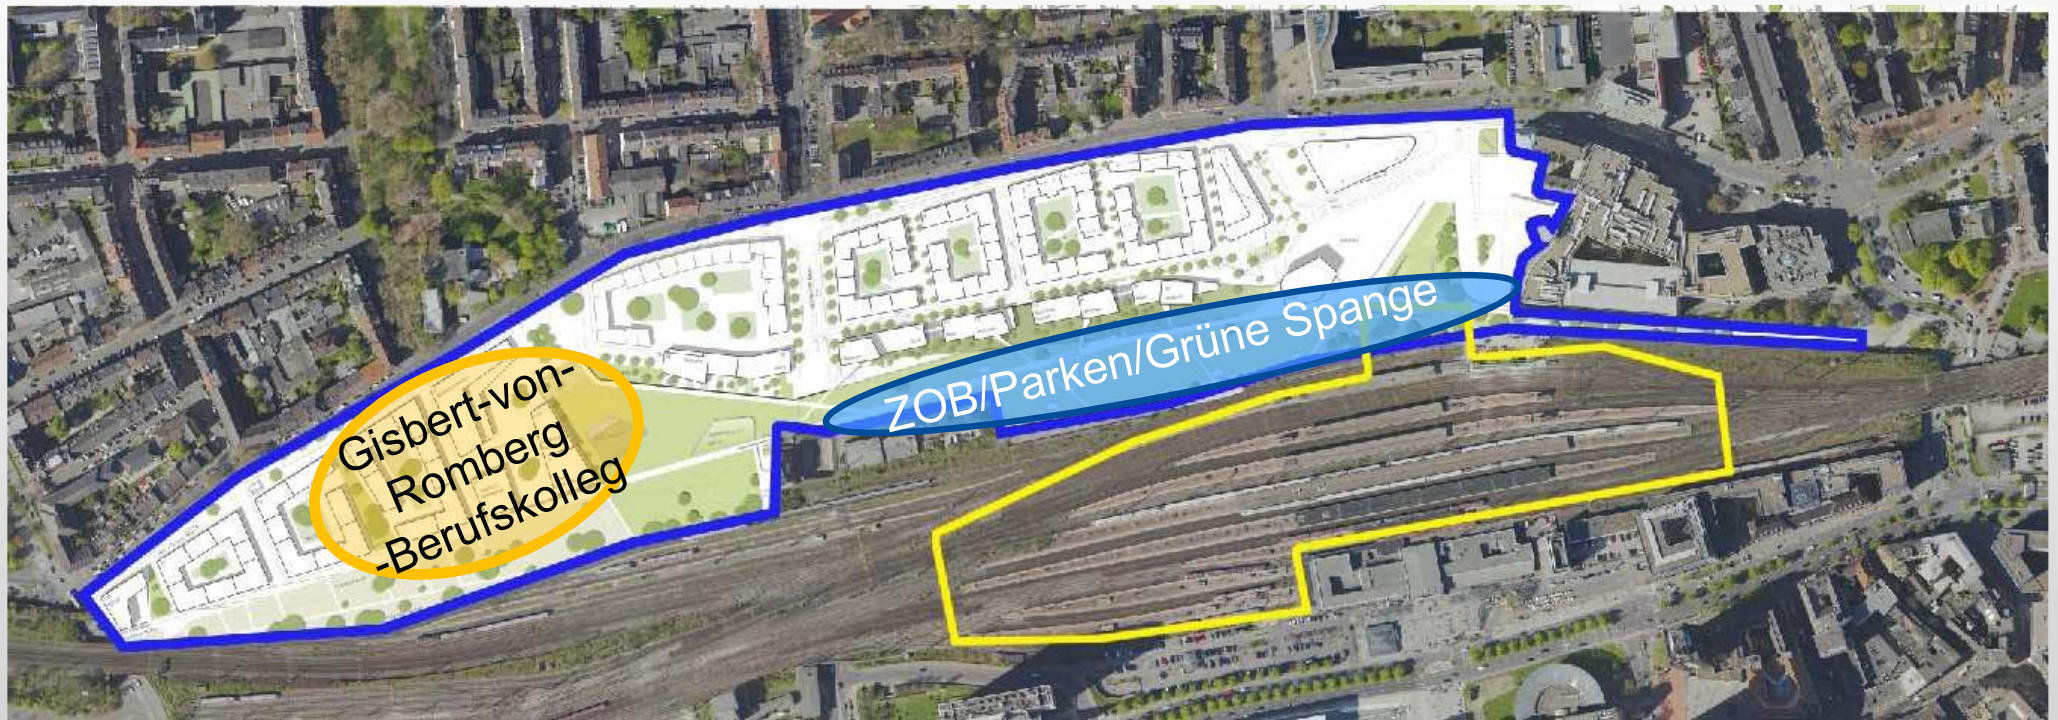 Gisbert-von-
Romberg
-Berufskolleg
ZOB/Parken/Grüne Spange